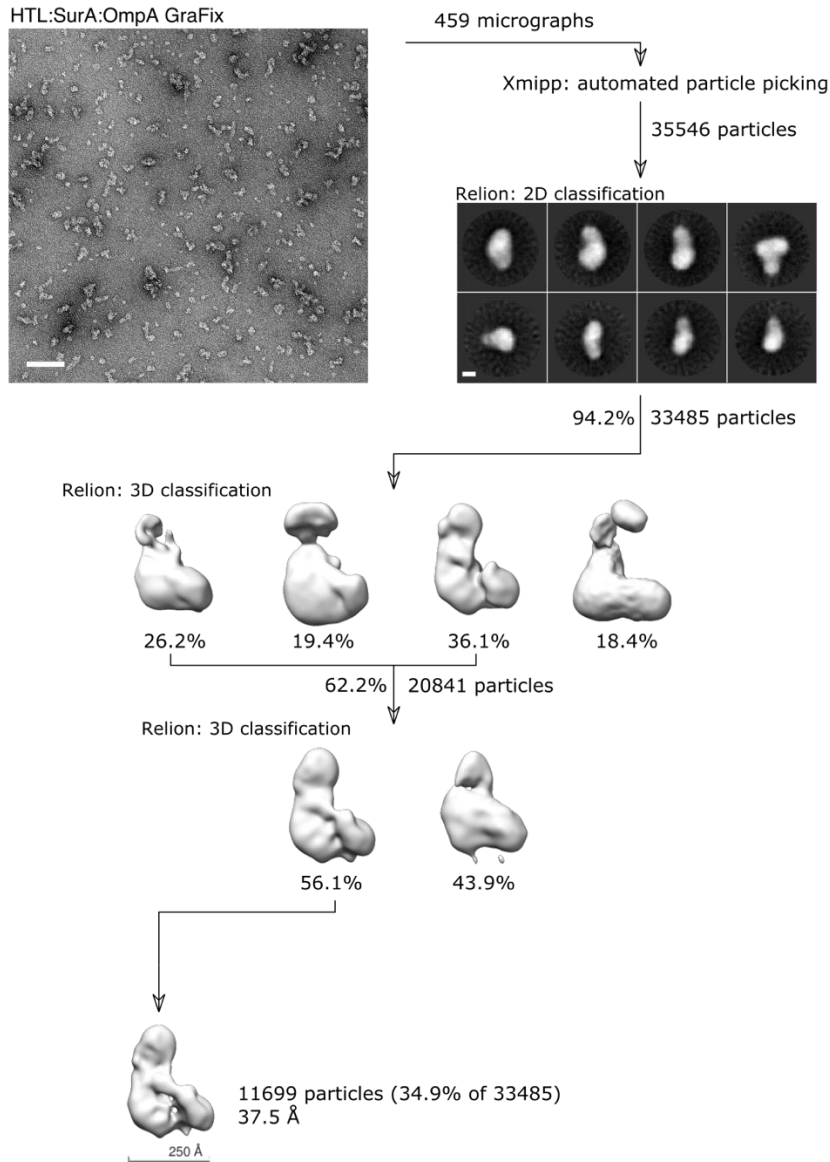 HTL:SurA:OmpA GraFix
459 micrographs
Xmipp: automated particle picking
35546 particles
Relion: 2D classification
94.2% 33485 particles
Relion: 3D classification
26.2% 19.4% 36.1% 18.4%
62.2% 20841 particles
Relion: 3D classification
56.1% 43.9%
11699 particles (34.9% of 33485)
37.5 Å
250 Å